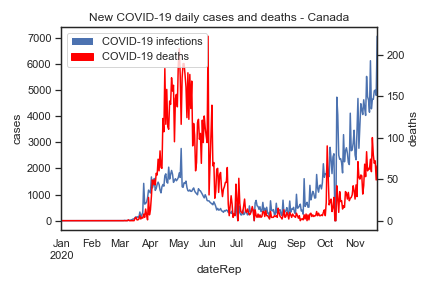 New COVID-19 daily cases and deaths - Canada
COVID-19 infections
COVID-19 deaths
7000
6000
5000
4000
3000
2000
1000
0
cases
200
150
100
50
0
deaths
Jan Feb Mar Apr May Jun Jul Aug Sep Oct Nov
2020
dateRep